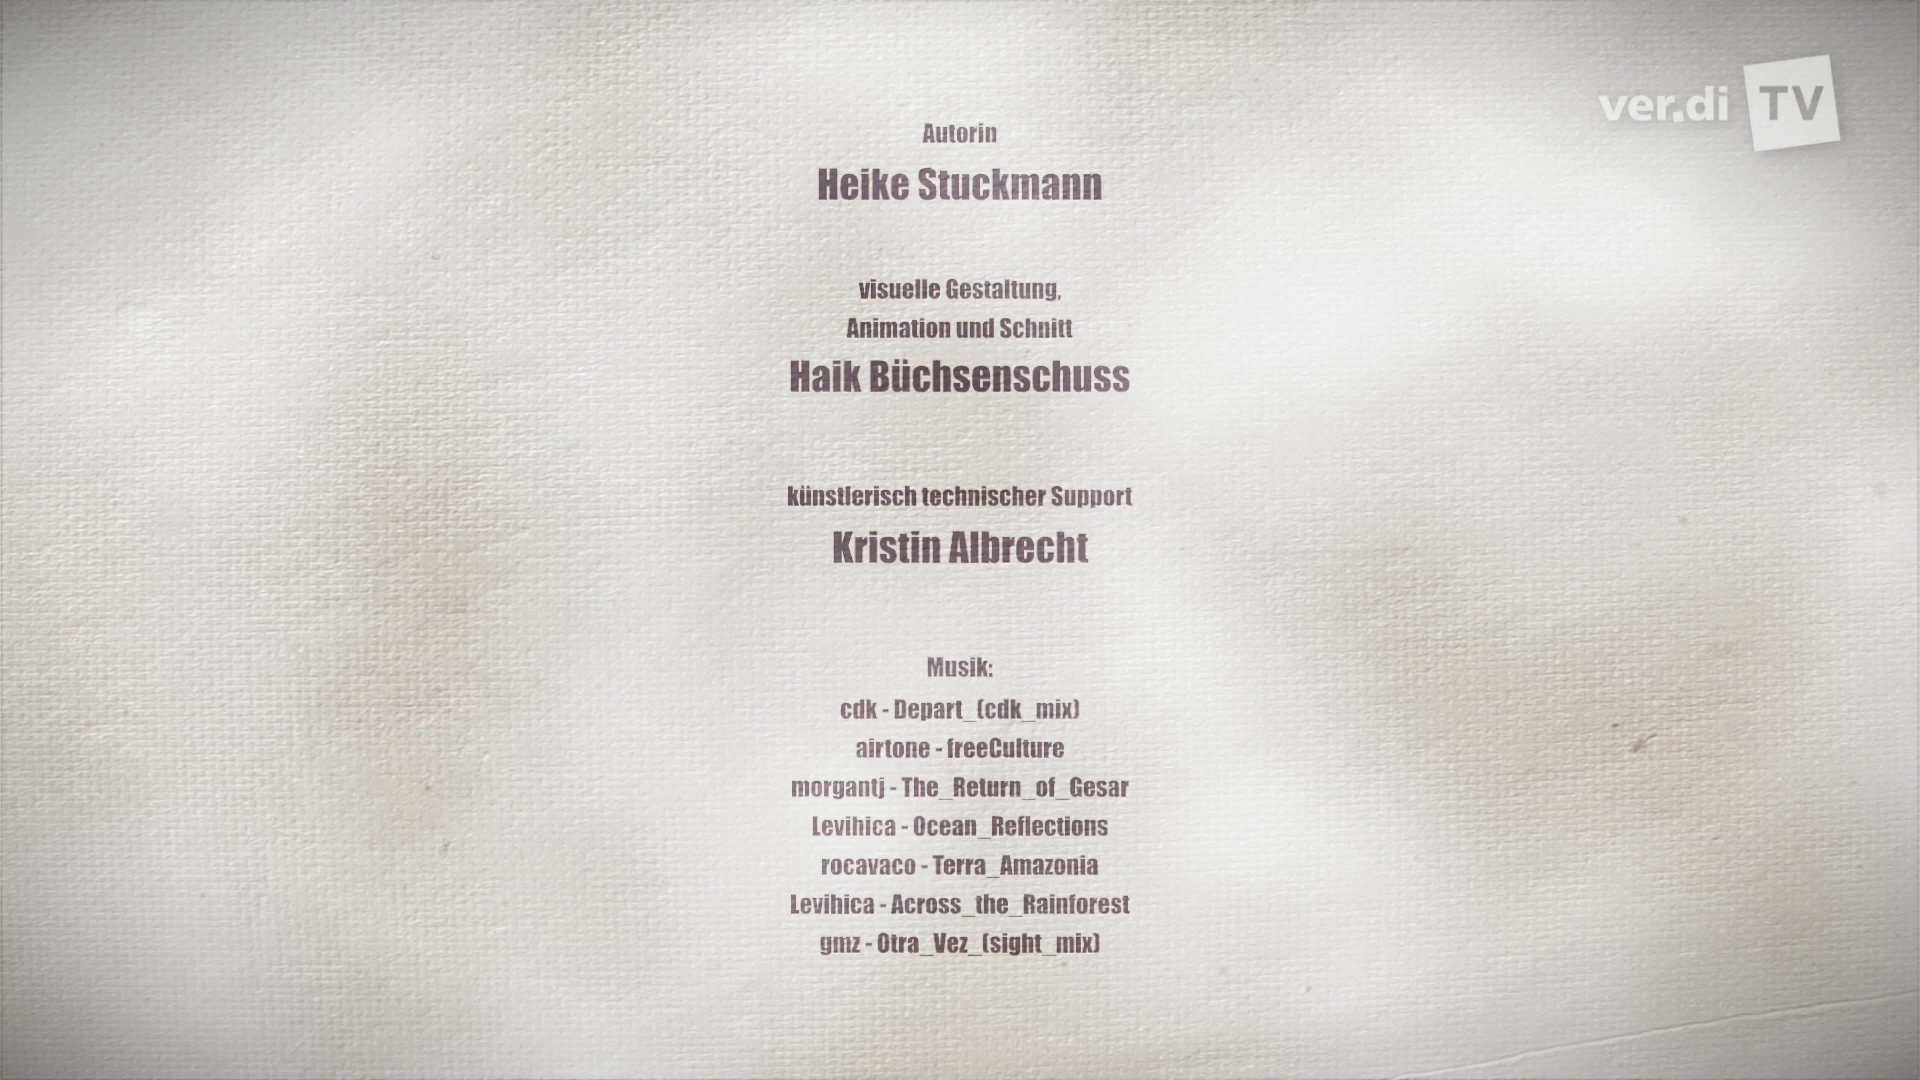 ver.di TV
Autorin
Heike Stuckmann
visuelle Gestaltung,
Animation und Schnitt
Haik Büchsenschuss
künstlerisch technischer Support
Kristin Albrecht
Musik:
cdk - Depart_(cdk_mix)
airtone - freeCulture
morgantj - The_Return_of_Gesar
Levihica - Ocean_Reflections
rocavaco - Terra_Amazonia
Levihica - Across_the_Rainforest
gmz - Otra_Vez_(sight_mix)